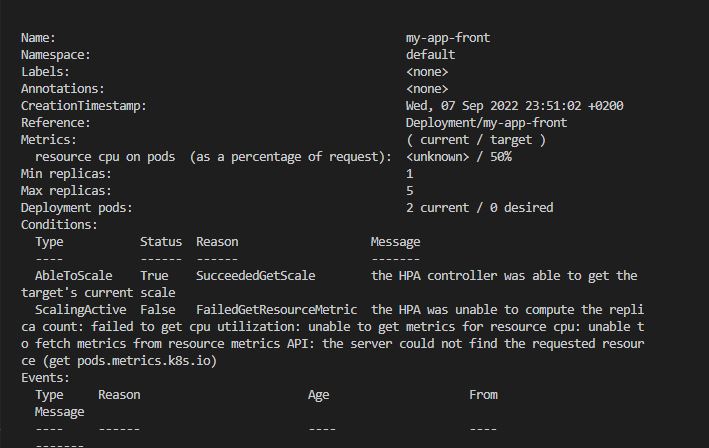 Name:                                                  my-app-front
Namespace:                                             default
Labels:                                                <none>
Annotations:                                           <none>
CreationTimestamp:                                     Wed, 07 Sep 2022 23:51:02 +0200
Reference:                                             Deployment/my-app-front
Metrics:                                               ( current / target )
  resource cpu on pods  (as a percentage of request):  <unknown> / 50%
Min replicas:                                          1
Max replicas:                                          5
Deployment pods:                                       2 current / 0 desired
Conditions:
  Type           Status  Reason                   Message
  ----           ------  ------                   -------
  AbleToScale    True    SucceededGetScale        the HPA controller was able to get the
target's current scale
  ScalingActive  False   FailedGetResourceMetric  the HPA was unable to compute the repli
ca count: failed to get cpu utilization: unable to get metrics for resource cpu: unable t
o fetch metrics from resource metrics API: the server could not find the requested resour
ce (get pods.metrics.k8s.io)
Events:
  Type     Reason                        Age                    From
  Message
  ----     ------                        ----                   ----
  -------